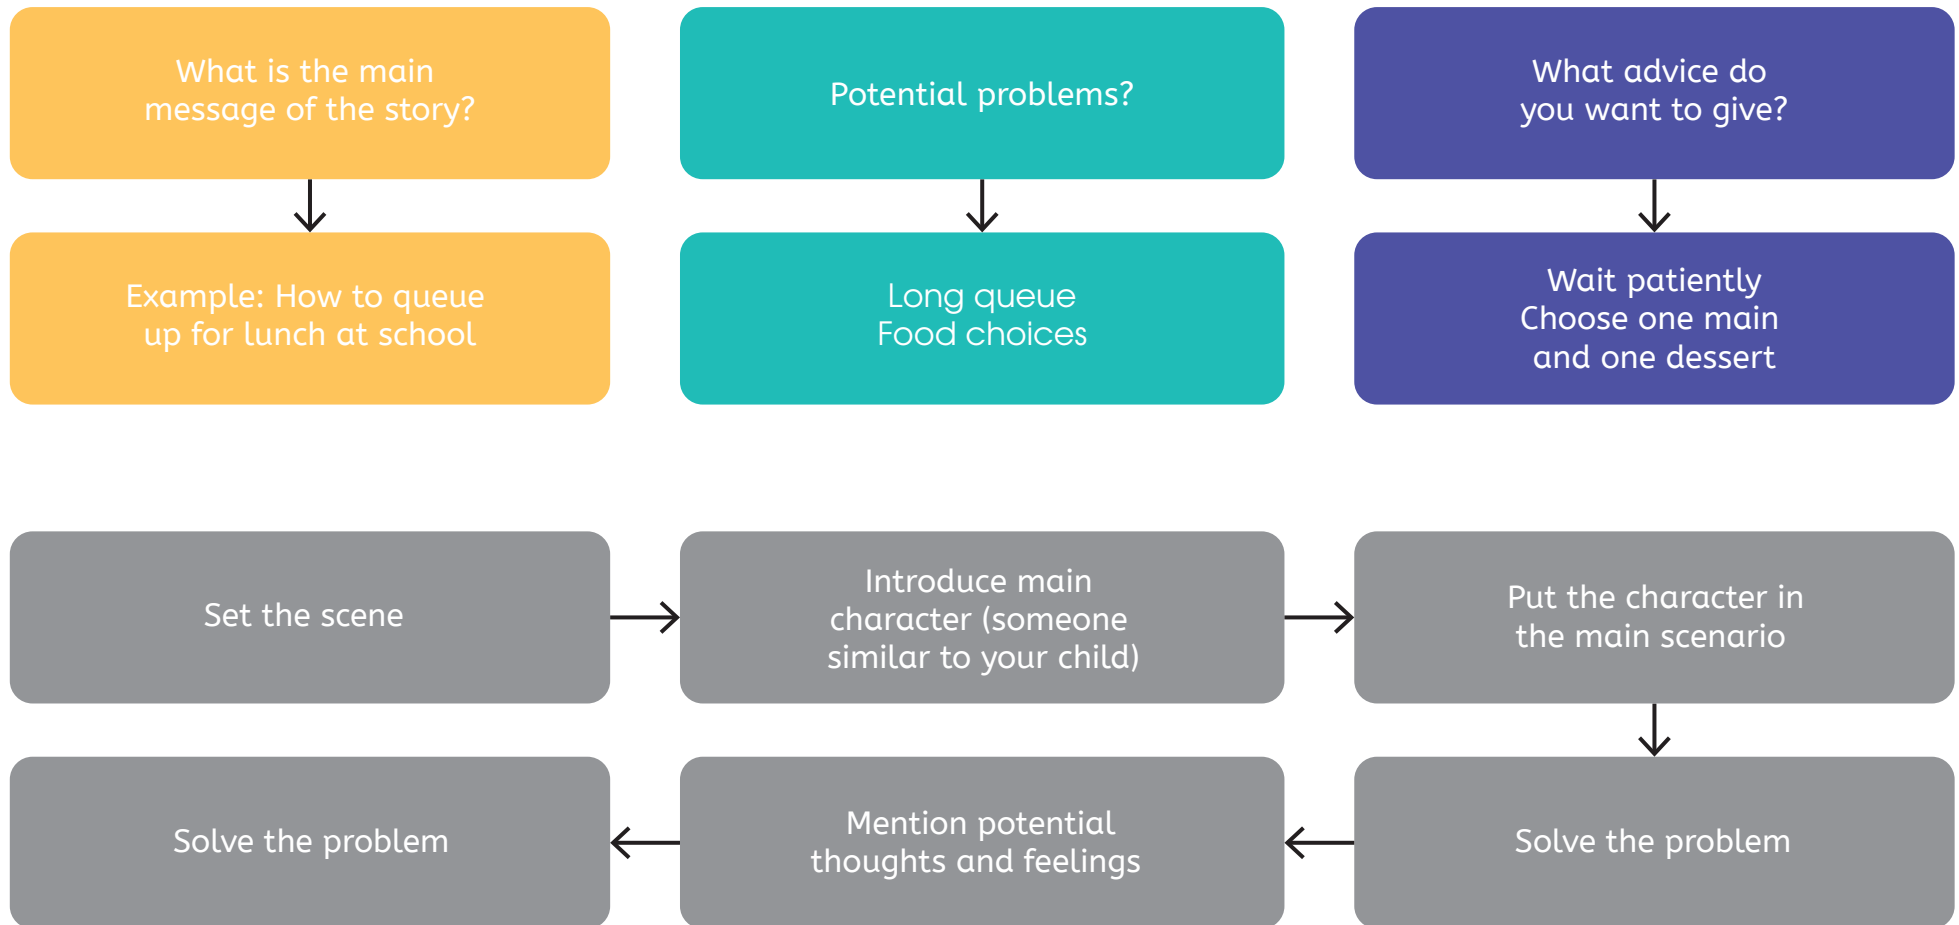 What is the main
message of the story?
Potential problems?
What advice do
you want to give?
Example: How to queue
up for lunch at school
Long queue
Food choices
Wait patiently
Choose one main
and one dessert
Set the scene
Introduce main
character (someone
similar to your child)
Put the character in
the main scenario
Solve the problem
Mention potential
thoughts and feelings
Solve the problem